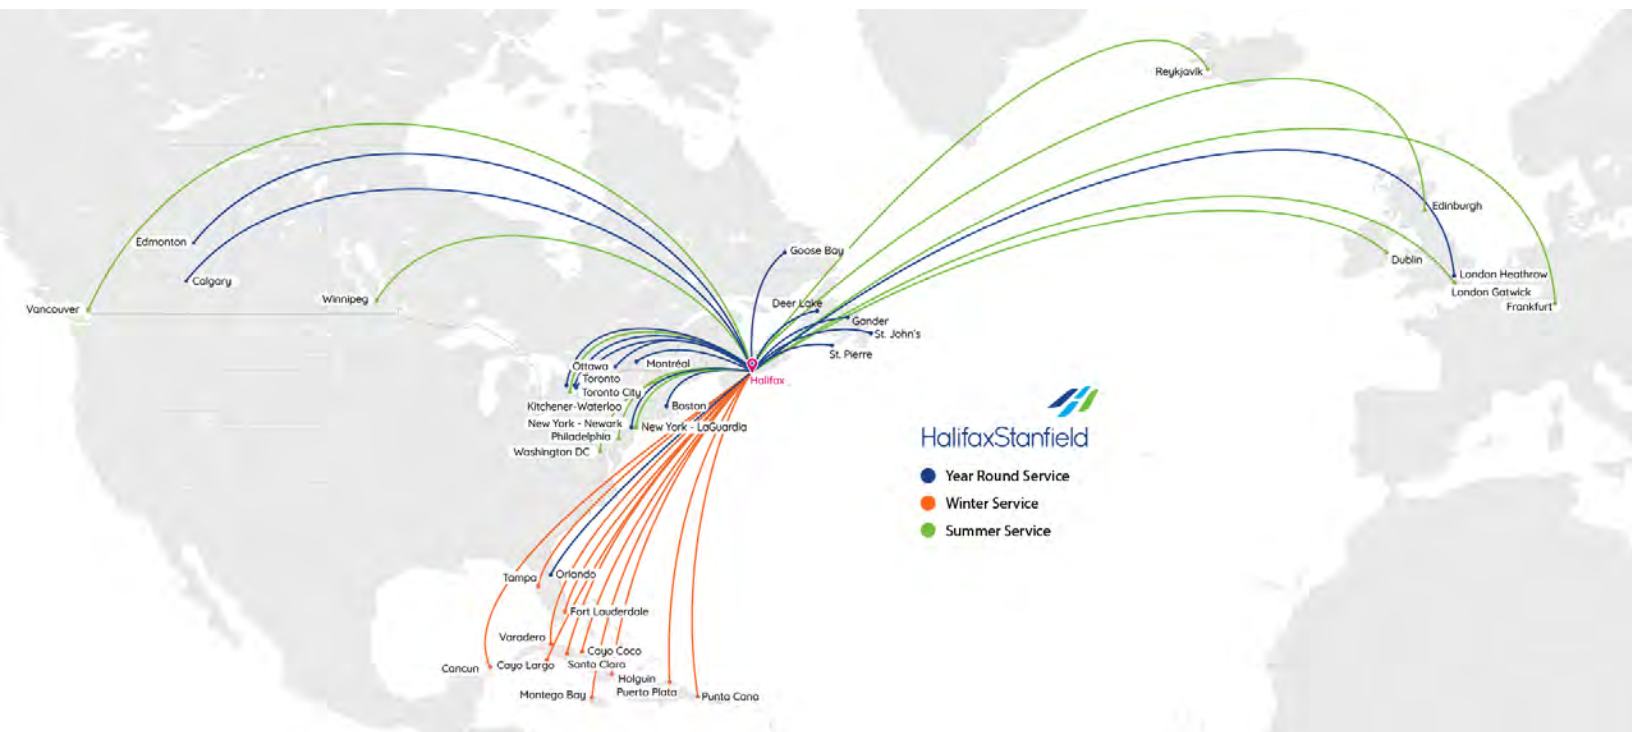 Reykjavik
Edinburgh
Edmonton
Goose Bay
Dublin
London Heathrow
Calgary
London Gatwick
Winnipeg
Deer Lake
Frankfurt
Vancouver
Gander
St. John's
St. Pierre
Ottawa
Montréal
Toronto
Halifax
Toronto City
Kitchener-Waterloo
Boston
New York - Newark
New York - LaGuardia
Philadelphia
Washington DC
HalifaxStanfield
Year Round Service
Winter Service
Summer Service
Tampa
Orlando
Fort Lauderdale
Varadero
Cayo Coco
Cancun
Cayo Largo
Santa Clara
Holguin
Montego Bay
Puerto Plata
Punta Cana